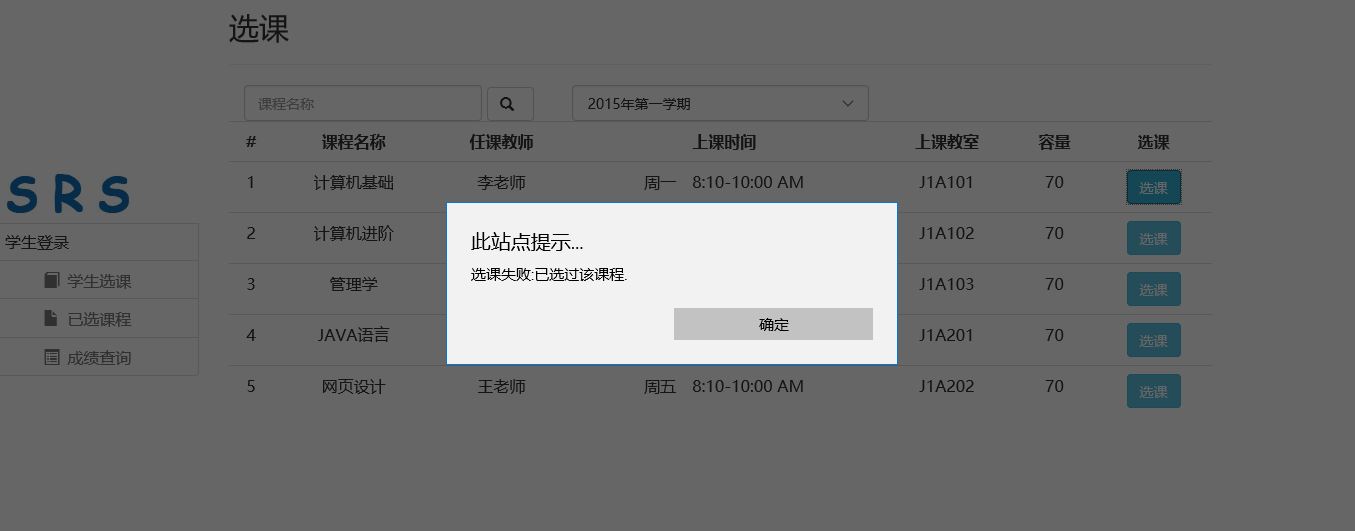 选课
课程名称
2015年第一学期
# 课程名称 任课教师 上课时间 上课教室 容量 选课
1 计算机基础 李老师 周一 8:10-10:00 AM J1A101 70 选课
SRS
学生登录
学生选课
已选课程
成绩查询
2 计算机进阶 J1A102 70 选课
3 管理学 J1A103 70 选课
4 JAVA语言 J1A201 70 选课
5 网页设计 王老师 周五 8:10-10:00 AM J1A202 70 选课
此站点提示...
选课失败:已选过该课程.
确定